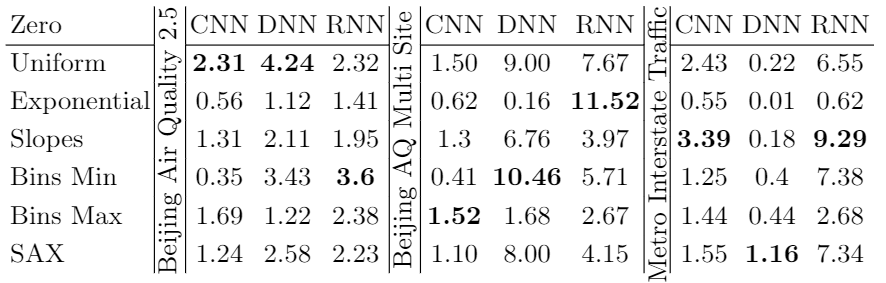 Zero Beijing Air Quality 2.5 CNN DNN RNN Beijing AQ Multi Site CNN DNN RNN Metro Interstate Traffic CNN DNN RNN
Uniform 2.31 4.24 2.32 1.50 9.00 7.67 2.43 0.22 6.55
Exponential 0.56 1.12 1.41 0.62 0.16 11.52 0.55 0.01 0.62
Slopes 1.31 2.11 1.95 1.3 6.76 3.97 3.39 0.18 9.29
Bins Min 0.35 3.43 3.6 0.41 10.46 5.71 1.25 0.4 7.38
Bins Max 1.69 1.22 2.38 1.52 1.68 2.67 1.44 0.44 2.68
SAX 1.24 2.58 2.23 1.10 8.00 4.15 1.55 1.16 7.34